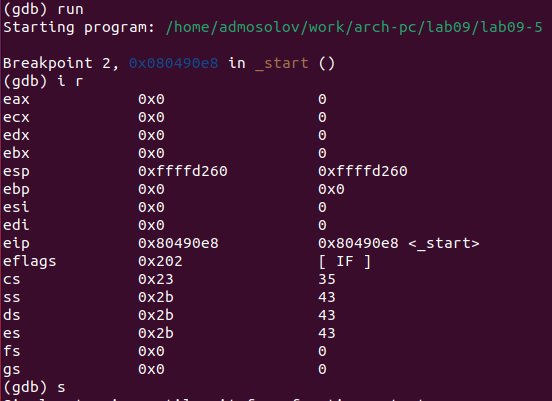 (gdb) run
Starting program: /home/admosolov/work/arch-pc/lab09/lab09-5
Breakpoint 2, 0x080490e8 in _start ()
(gdb) i r
eax 0x0 0
ecx 0x0 0
edx 0x0 0
ebx 0x0 0
esp 0xffffd260 0xffffd260
ebp 0x0 0x0
esi 0x0 0
edi 0x0 0
eip 0x80490e8 0x80490e8 <_start>
eflags 0x202 [ IF ]
cs 0x23 35
ss 0x2b 43
ds 0x2b 43
es 0x2b 43
fs 0x0 0
gs 0x0 0
(gdb) s